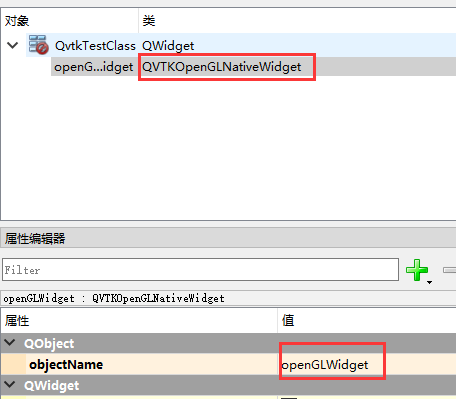 对象 类
QvtkTestClass QWidget
openG...idget QVTKOpenGLNativeWidget
属性编辑器
Filter
openGLWidget : QVTKOpenGLNativeWidget
属性 值
QObject
objectName openGLWidget
QWidget